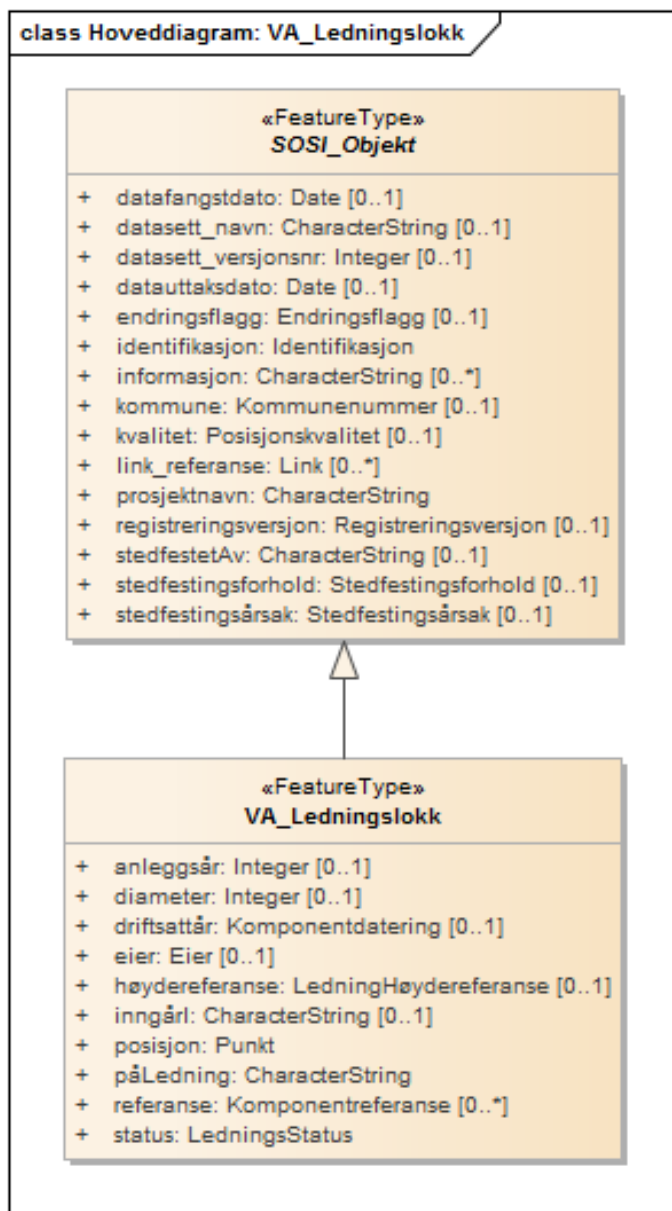 class Hoveddiagram: VA_Ledningslokk
«FeatureType»
SOSI_Objekt
+ datafangstdato: Date [0..1]
+ datasett_navn: CharacterString [0..1]
+ datasett_versjonsnr: Integer [0..1]
+ datauttaksdato: Date [0..1]
+ endringsflagg: Endringsflagg [0..1]
+ identifikasjon: Identifikasjon
+ informasjon: CharacterString [0..*]
+ kommune: Kommunenummer [0..1]
+ kvalitet: Posisjonskvalitet [0..1]
+ link_referanse: Link [0..*]
+ prosjektnavn: CharacterString
+ registreringsversjon: Registreringsversjon [0..1]
+ stedfestetAv: CharacterString [0..1]
+ stedfestingsforhold: Stedfestingsforhold [0..1]
+ stedfestingsårsak: Stedfestingsårsak [0..1]
«FeatureType»
VA_Ledningslokk
+ anleggsår: Integer [0..1]
+ diameter: Integer [0..1]
+ driftsattår: Komponentdatering [0..1]
+ eier: Eier [0..1]
+ høydereferanse: LedningHøydereferanse [0..1]
+ inngårI: CharacterString [0..1]
+ posisjon: Punkt
+ påLedning: CharacterString
+ referanse: Komponentreferanse [0..*]
+ status: LedningsStatus